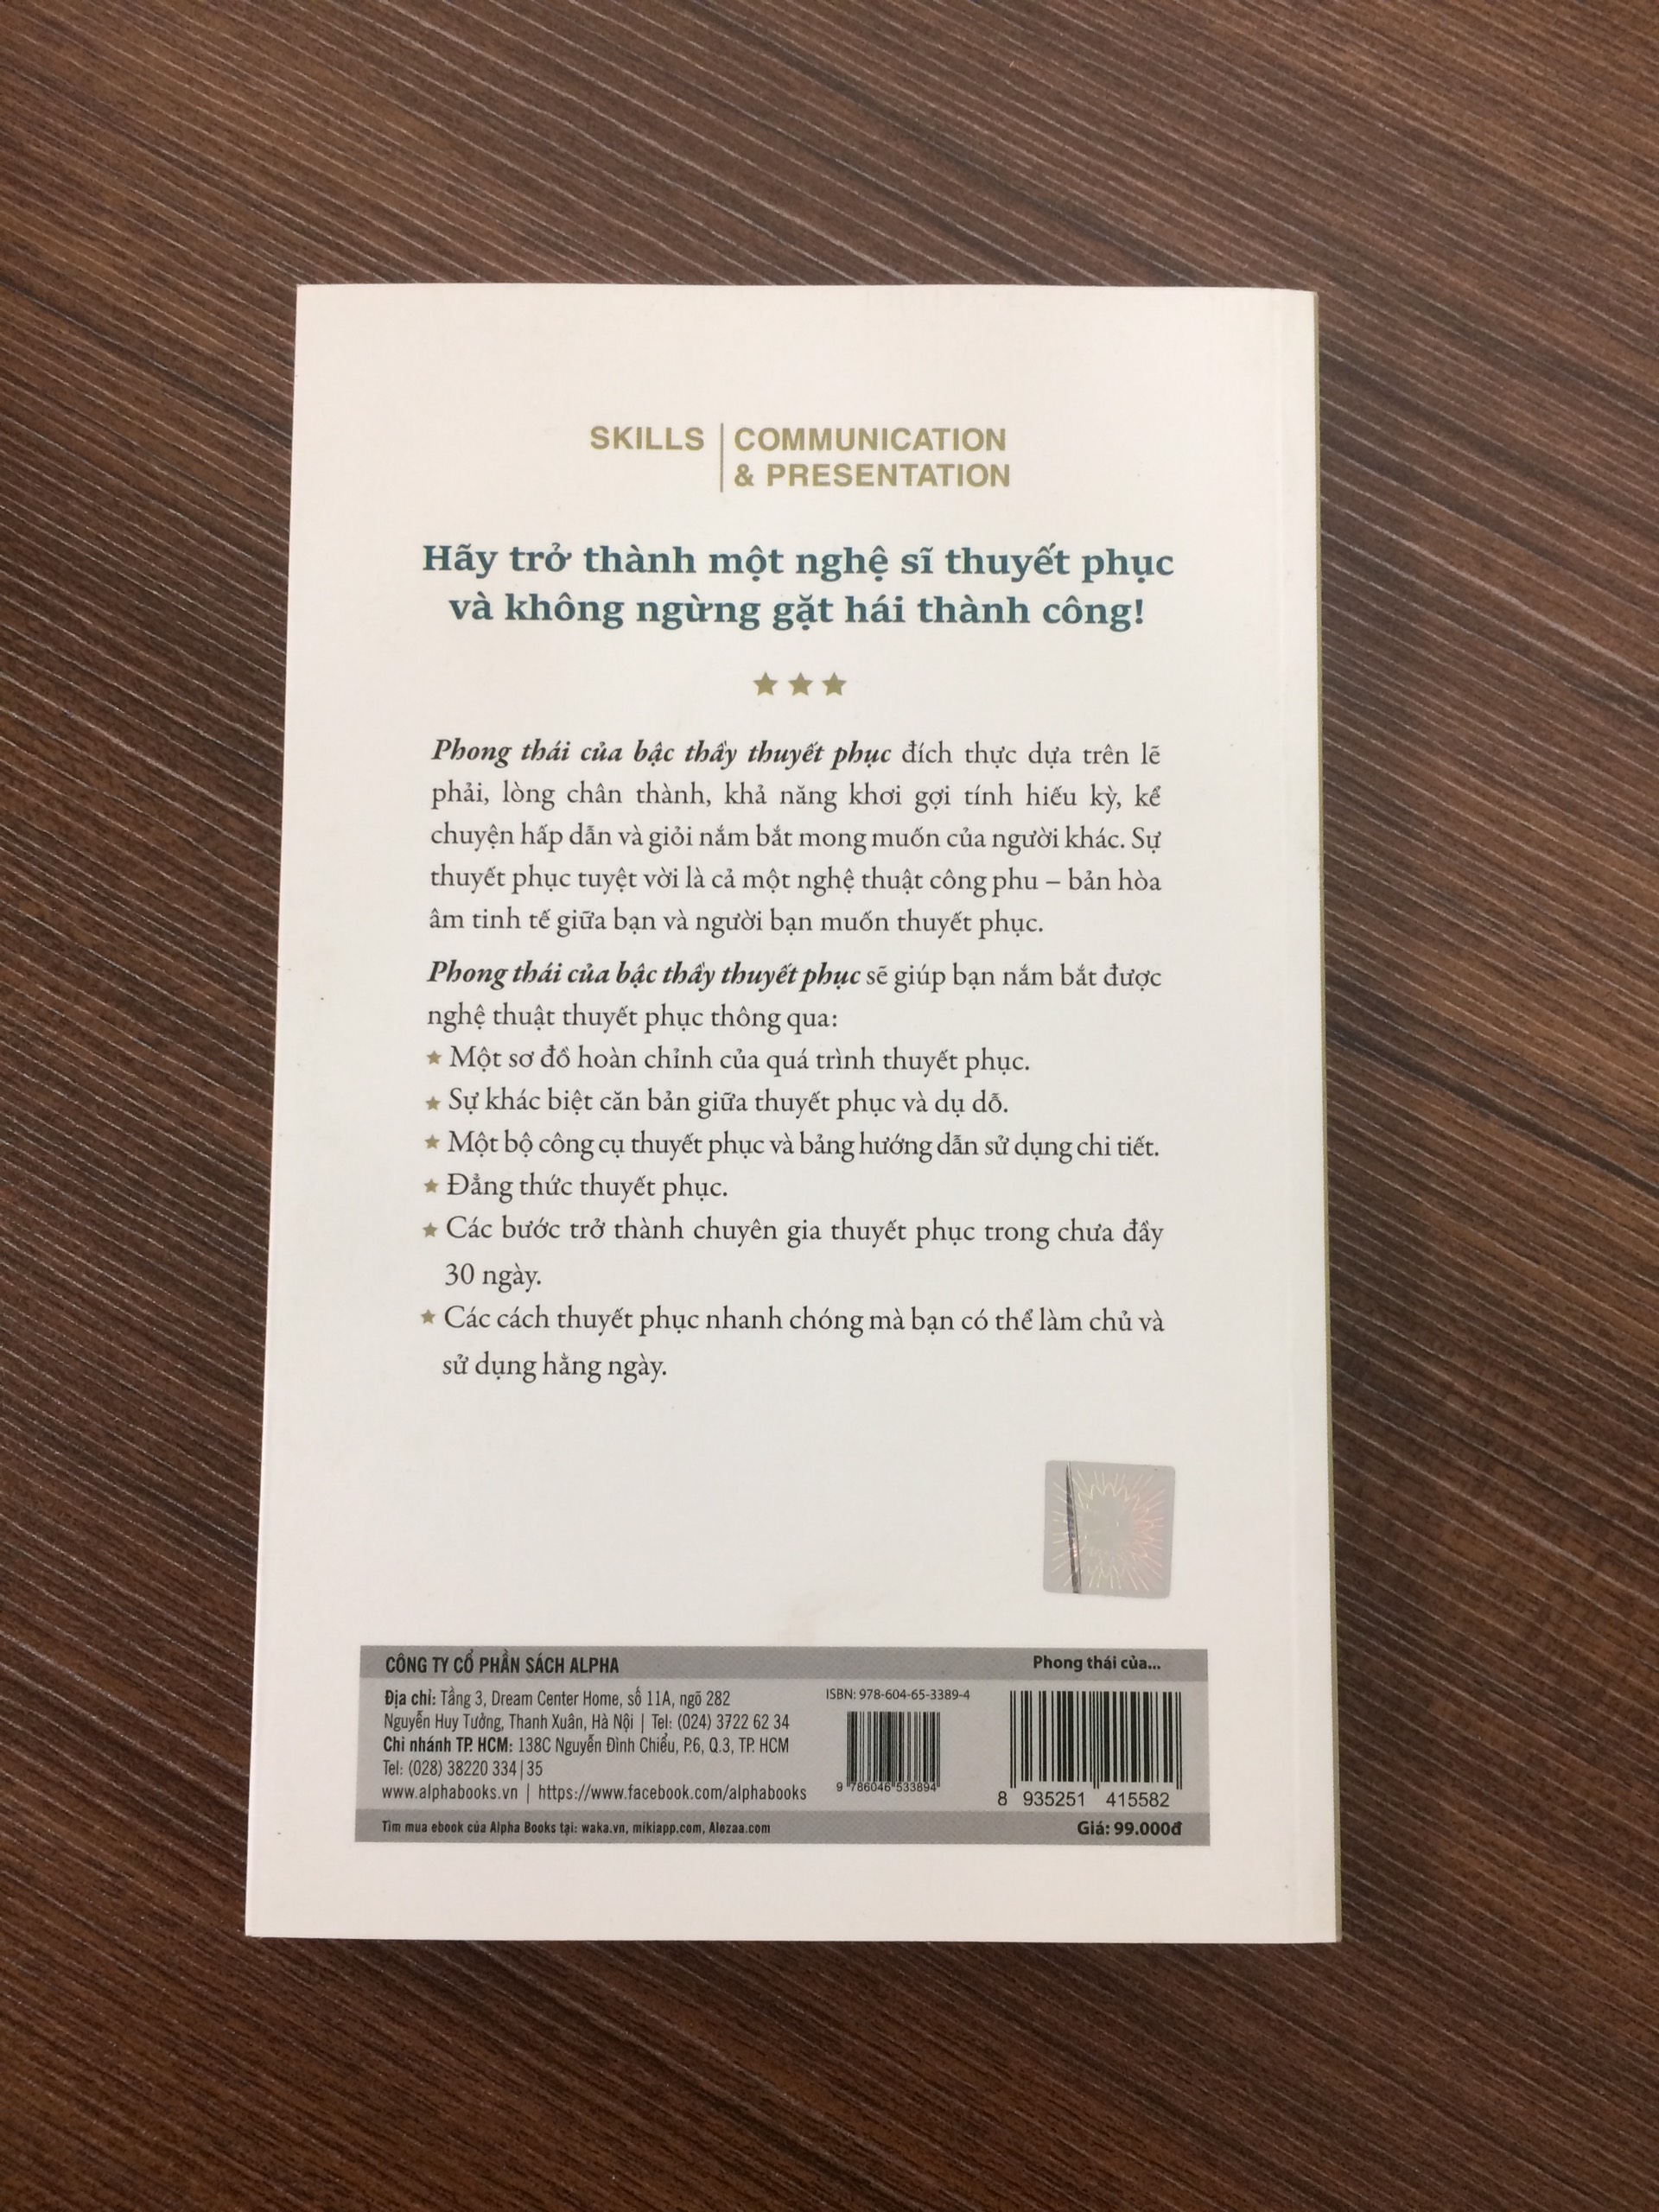 SKILLS | COMMUNICATION
& PRESENTATION
Hãy trở thành một nghệ sĩ thuyết phục
và không ngừng gặt hái thành công!
Phong thái của bậc thầy thuyết phục đích thực dựa trên lẽ
phải, lòng chân thành, khả năng khơi gợi tính hiếu kỳ, kể
chuyện hấp dẫn và giỏi nắm bắt mong muốn của người khác. Sự
thuyết phục tuyệt vời là cả một nghệ thuật công phu – bản hòa
âm tinh tế giữa bạn và người bạn muốn thuyết phục.
Phong thái của bậc thầy thuyết phục sẽ giúp bạn nắm bắt được
nghệ thuật thuyết phục thông qua:
★ Một sơ đồ hoàn chỉnh của quá trình thuyết phục.
★ Sự khác biệt căn bản giữa thuyết phục và dụ dỗ.
★ Một bộ công cụ thuyết phục và bảng hướng dẫn sử dụng chi tiết.
★ Đẳng thức thuyết phục.
★ Các bước trở thành chuyên gia thuyết phục trong chưa đầy
30 ngày.
★ Các cách thuyết phục nhanh chóng mà bạn có thể làm chủ và
sử dụng hằng ngày.
CÔNG TY CỔ PHẦN SÁCH ALPHA
Địa chỉ: Tầng 3, Dream Center Home, số 11A, ngõ 282
Nguyễn Huy Tưởng, Thanh Xuân, Hà Nội | Tel: (024) 3722 62 34
Chi nhánh TP. HCM: 138C Nguyễn Đình Chiểu, P.6, Q.3, TP. HCM
Tel: (028) 38220 334|35
www.alphabooks.vn | https://www.facebook.com/alphabooks
Tìm mua ebook của Alpha Books tại: waka.vn, mikiapp.com, Alezaa.com
ISBN: 978-604-65-3389-4
9 786046 533894
Phong thái của...
8 935251 415582
Giá: 99.000đ